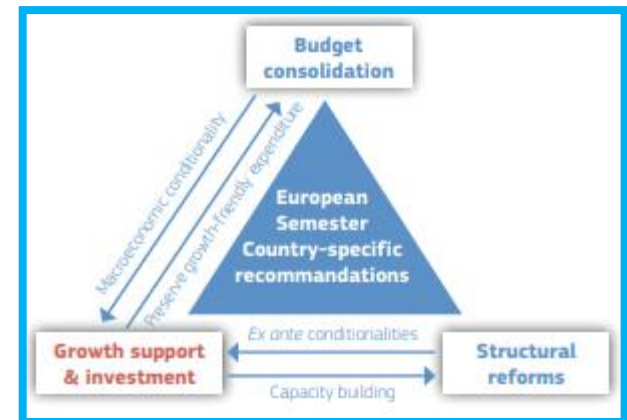 Budget
consolidation
Macroeconomic conditionality
Preserve growth-friendly expenditure
European
Semester
Country-specific
recommandations
Ex ante conditionalities
Growth support
& investment
Structural
reforms
Capacity building